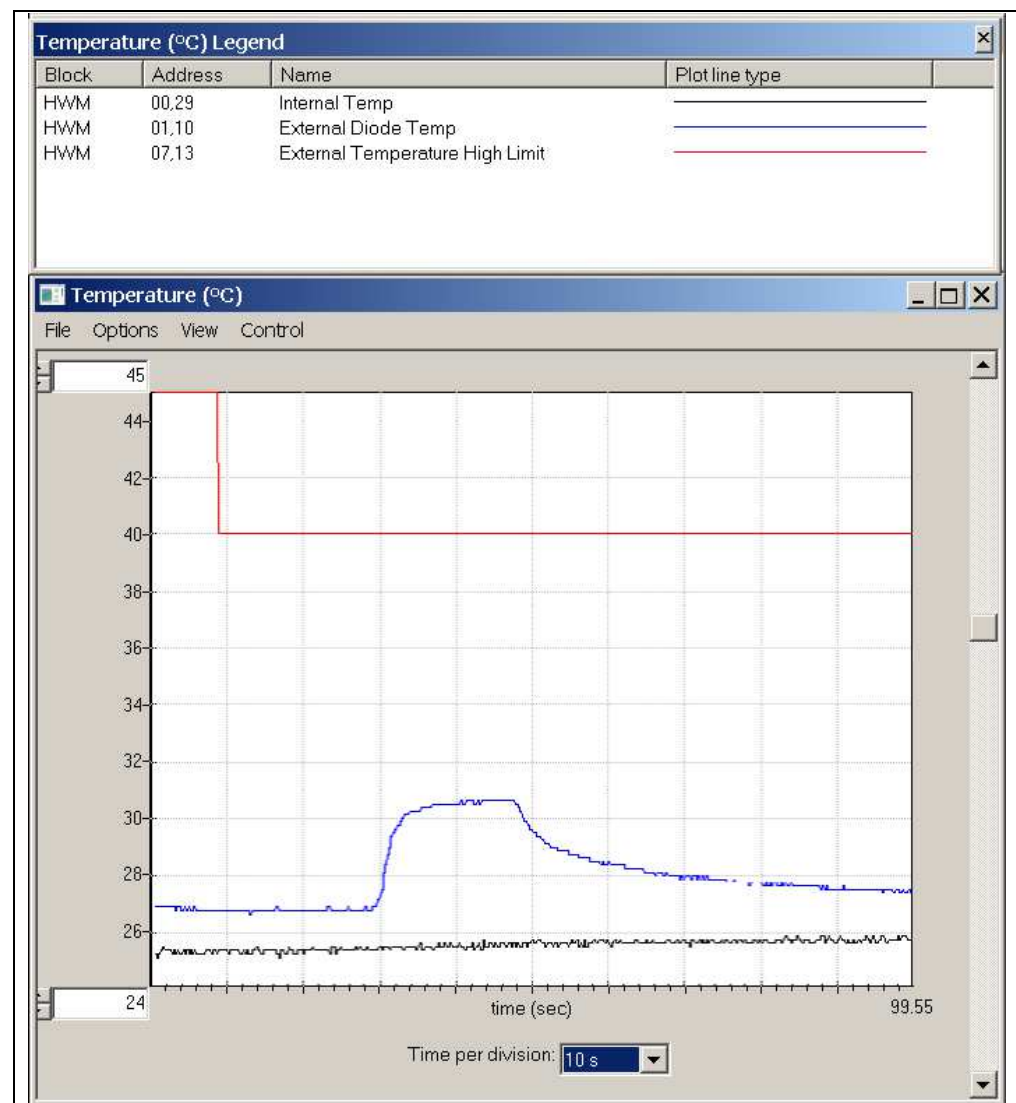 Temperature (ºC) Legend
Block Address Name Plot line type
HWM 00,29 Internal Temp
HWM 01,10 External Diode Temp
HWM 07,13 External Temperature High Limit
Temperature (ºC)
File Options View Control
45
44
42
40
38
36
34
32
30
28
26
24
time (sec) 99.55
Time per division: 10 s